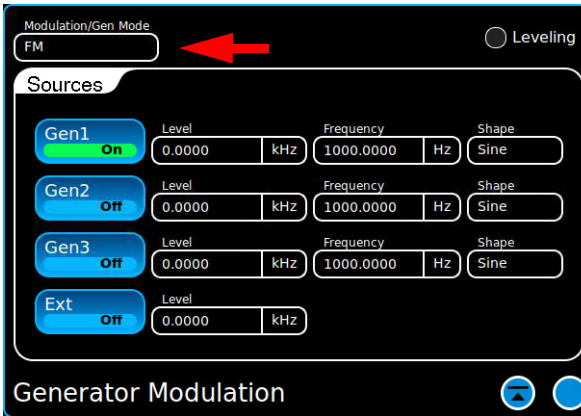 Modulation/Gen Mode
FM
Leveling
Sources
Gen1
On
Level
0.0000 kHz
Frequency
1000.0000 Hz
Shape
Sine
Gen2
Off
Level
0.0000 kHz
Frequency
1000.0000 Hz
Shape
Sine
Gen3
Off
Level
0.0000 kHz
Frequency
1000.0000 Hz
Shape
Sine
Ext
Off
Level
0.0000 kHz
Generator Modulation